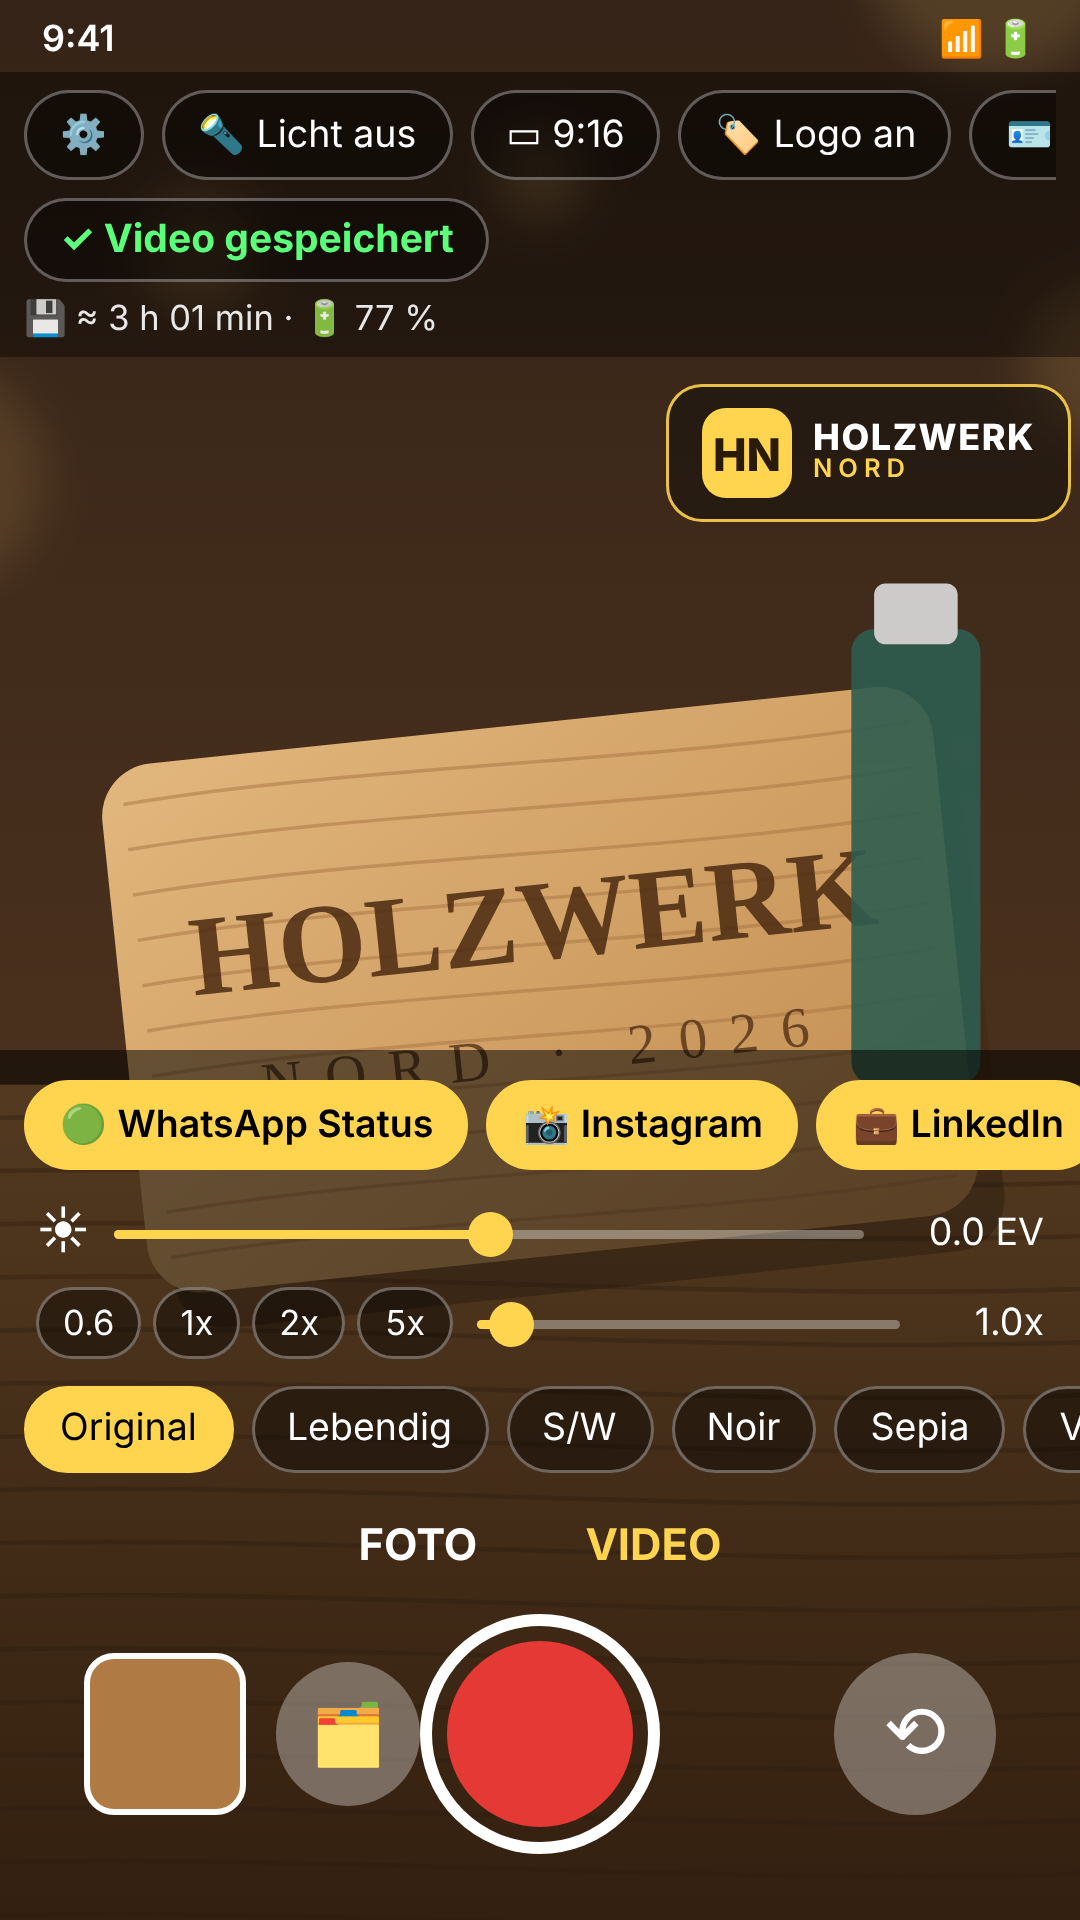 9:41
Licht aus
9:16
Logo an
✓ Video gespeichert
≈ 3 h 01 min · 77 %
HN HOLZWERK
NORD
HOLZWERK
NORD · 2026
WhatsApp Status
Instagram
LinkedIn
0.0 EV
0.6 1x 2x 5x 1.0x
Original Lebendig S/W Noir Sepia V
FOTO VIDEO